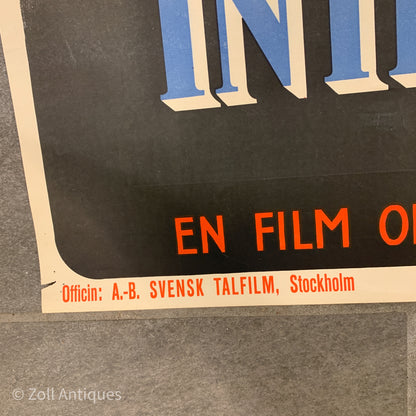 EN FILM
Officin: A.-B. SVENSK TALFILM, Stockholm
© Zoll Antiques